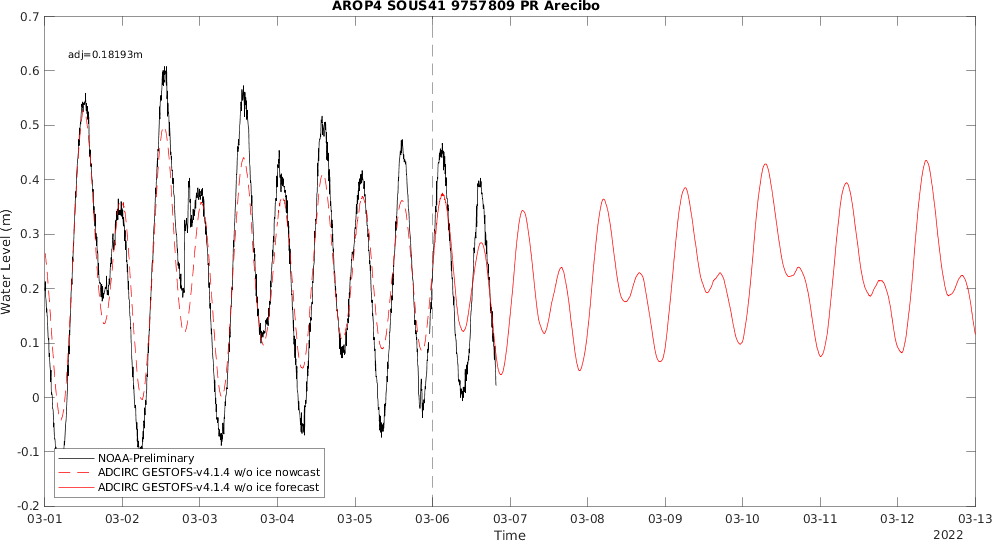 AROP4 SOUS41 9757809 PR Arecibo
0.7
adj=0.18193m
0.6
0.5
0.4
0.3
0.2
0.1
0
-0.1
-0.2
Water Level (m)
NOAA-Preliminary
ADCIRC GESTOFS-v4.1.4 w/o ice nowcast
ADCIRC GESTOFS-v4.1.4 w/o ice forecast
03-01 03-02 03-03 03-04 03-05 03-06 03-07 03-08 03-09 03-10 03-11 03-12 03-13
Time
2022